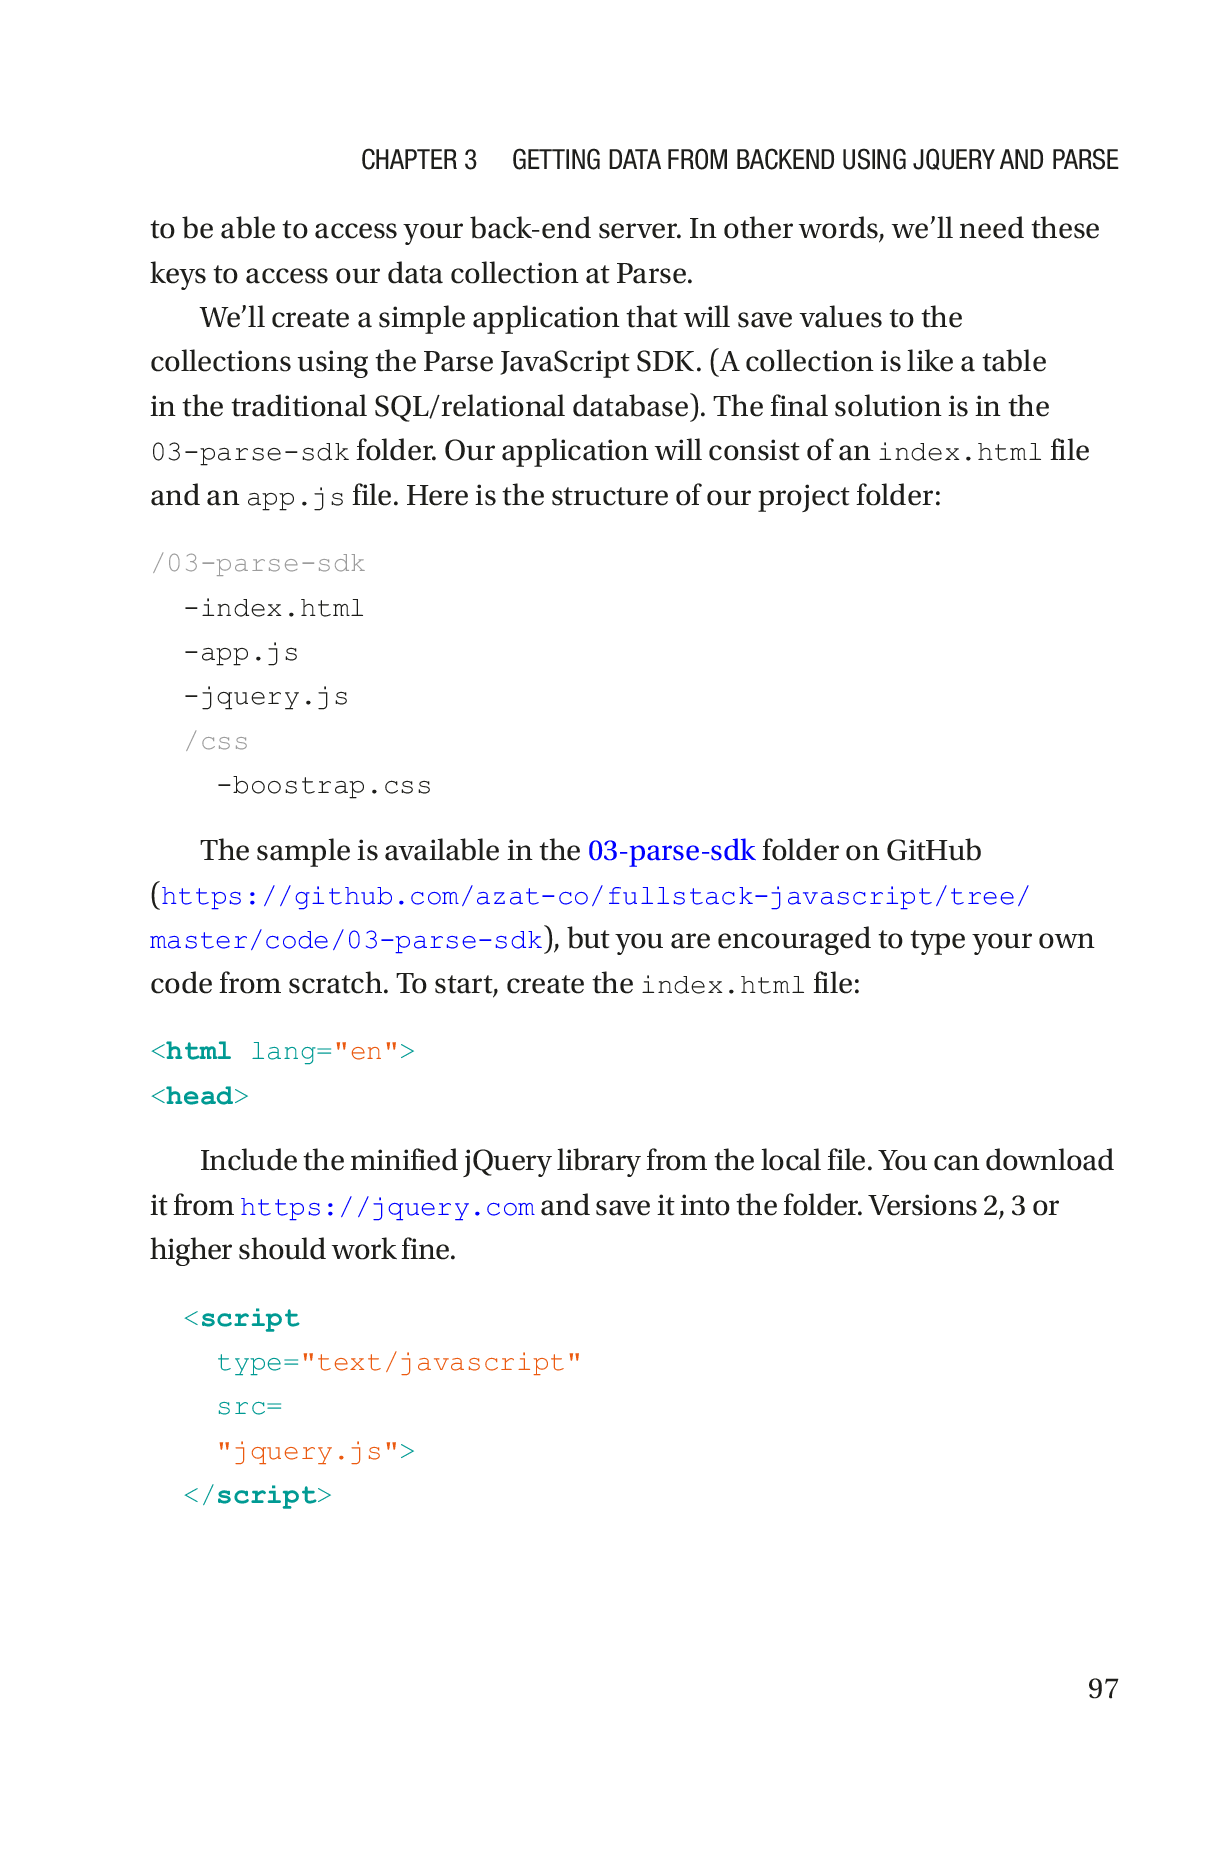 CHAPTER 3 GETTING DATA FROM BACKEND USING JQUERY AND PARSE
to be able to access your back-end server. In other words, we’ll need these
keys to access our data collection at Parse.
We’ll create a simple application that will save values to the
collections using the Parse JavaScript SDK. (A collection is like a table
in the traditional SQL/relational database). The final solution is in the
03-parse-sdk folder. Our application will consist of an index.html file
and an app.js file. Here is the structure of our project folder:
/03-parse-sdk
-index.html
-app.js
-jquery.js
/css
-boostrap.css
The sample is available in the 03-parse-sdk folder on GitHub
(https://github.com/azat-co/fullstack-javascript/tree/
master/code/03-parse-sdk), but you are encouraged to type your own
code from scratch. To start, create the index.html file:
<html lang="en">
<head>
Include the minified jQuery library from the local file. You can download
it from https://jquery.com and save it into the folder. Versions 2, 3 or
higher should work fine.
<script
type="text/javascript"
src=
"jquery.js">
</script>
97